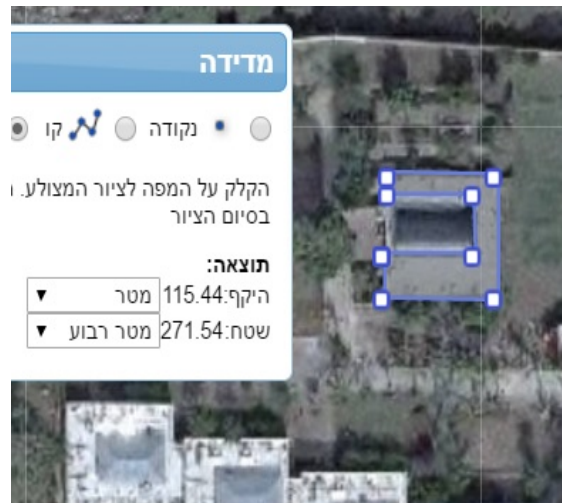 מדידה
נקודה
קו
הקלק על המפה לציור המצולע.
בסיום הציור
תוצאה:
היקף:115.44 מטר
שטח:271.54 מטר רבוע